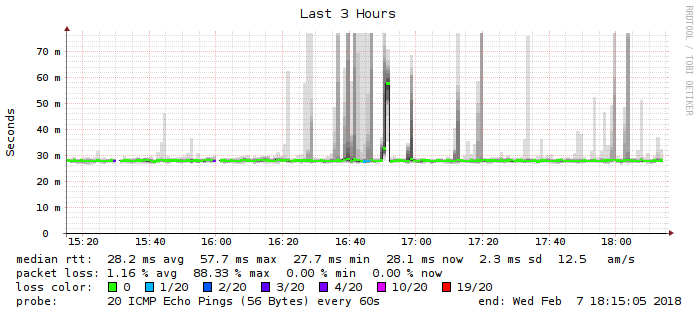 Last 3 Hours
RRDTOOL / TOBI OETIKER
Seconds
70 m
60 m
50 m
40 m
30 m
20 m
10 m
0
15:20 15:40 16:00 16:20 16:40 17:00 17:20 17:40 18:00
median rtt: 28.2 ms avg 57.7 ms max 27.7 ms min 28.1 ms now 2.3 ms sd 12.5 am/s
packet loss: 1.16 % avg 88.33 % max 0.00 % min 0.00 % now
loss color: 0 1/20 2/20 3/20 4/20 10/20 19/20
probe: 20 ICMP Echo Pings (56 Bytes) every 60s end: Wed Feb 7 18:15:05 2018